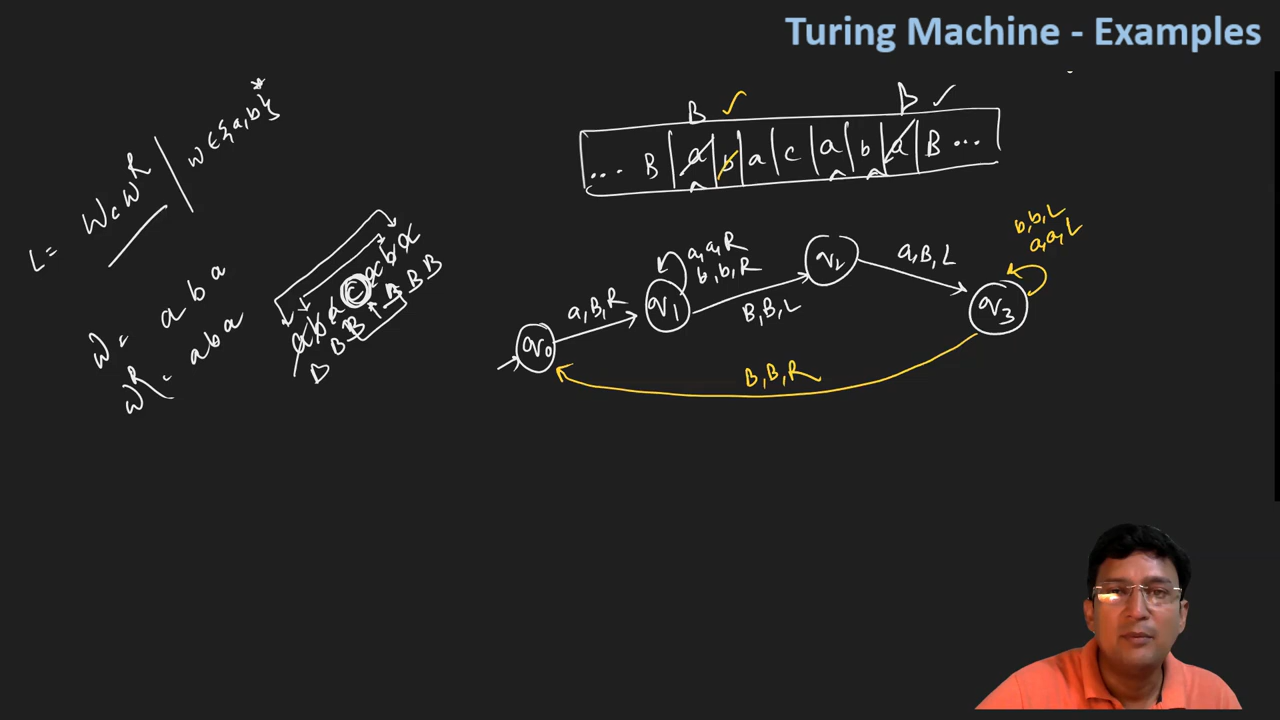 Turing Machine - Examples
L = WcW^R | w ∈ {a,b}*
w = a b a
w^R = a b a
a b a c a b a
B B B B B B
B ✓ B ✓
... B | a | b | a | c | a | b | a | B ...
q0
a, B, R
q1
a, a, R
b, b, R
B, B, L
q2
a, B, L
q3
b, b, L
a, a, L
B, B, R